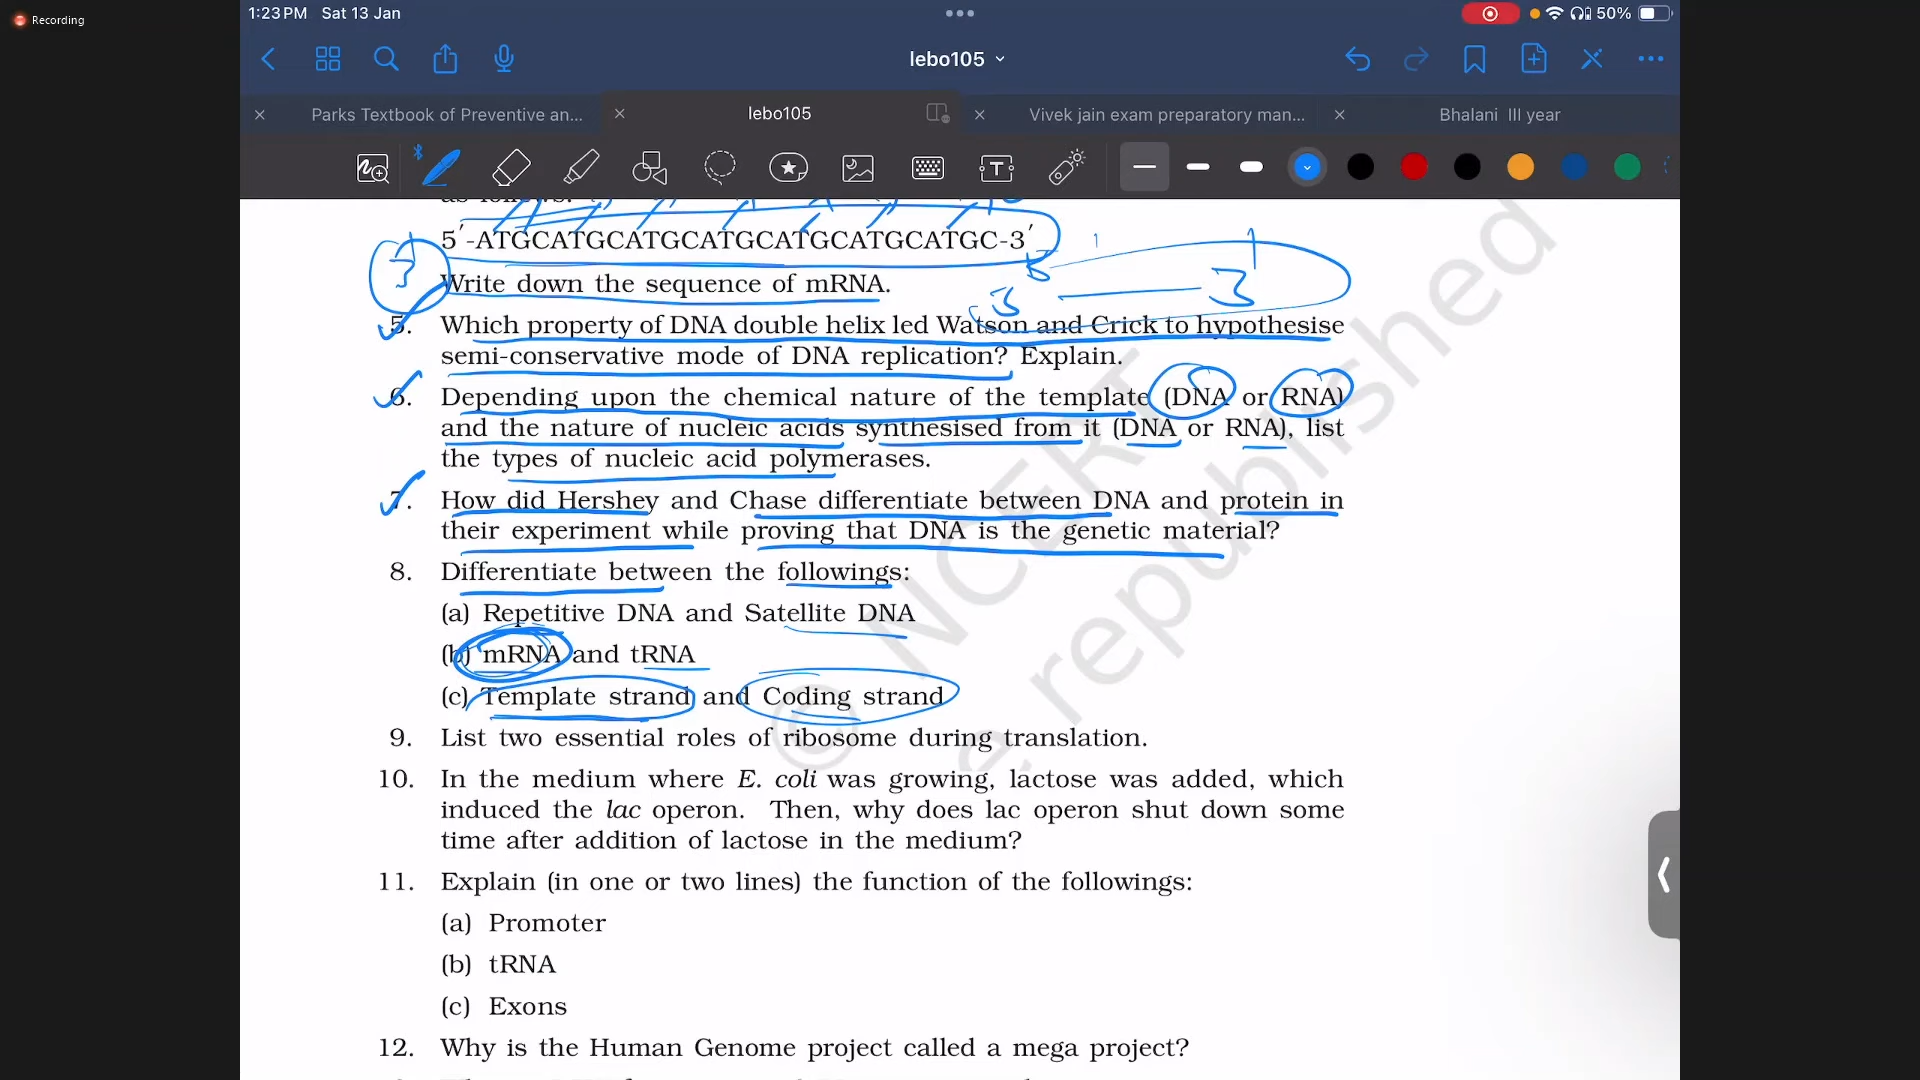 Recording
1:23 PM Sat 13 Jan
50%
lebo105
Parks Textbook of Preventive an...
lebo105
Vivek jain exam preparatory man...
Bhalani III year
as follows:
5′-ATGCATGCATGCATGCATGCATGCATGC-3′
Write down the sequence of mRNA.
3'
5
3 3
5. Which property of DNA double helix led Watson and Crick to hypothesise
semi-conservative mode of DNA replication? Explain.
6. Depending upon the chemical nature of the template (DNA or RNA)
and the nature of nucleic acids synthesised from it (DNA or RNA), list
the types of nucleic acid polymerases.
7. How did Hershey and Chase differentiate between DNA and protein in
their experiment while proving that DNA is the genetic material?
8. Differentiate between the followings:
(a) Repetitive DNA and Satellite DNA
(b) mRNA and tRNA
(c) Template strand and Coding strand
9. List two essential roles of ribosome during translation.
10. In the medium where E. coli was growing, lactose was added, which
induced the lac operon. Then, why does lac operon shut down some
time after addition of lactose in the medium?
11. Explain (in one or two lines) the function of the followings:
(a) Promoter
(b) tRNA
(c) Exons
12. Why is the Human Genome project called a mega project?
© NCERT
e republished